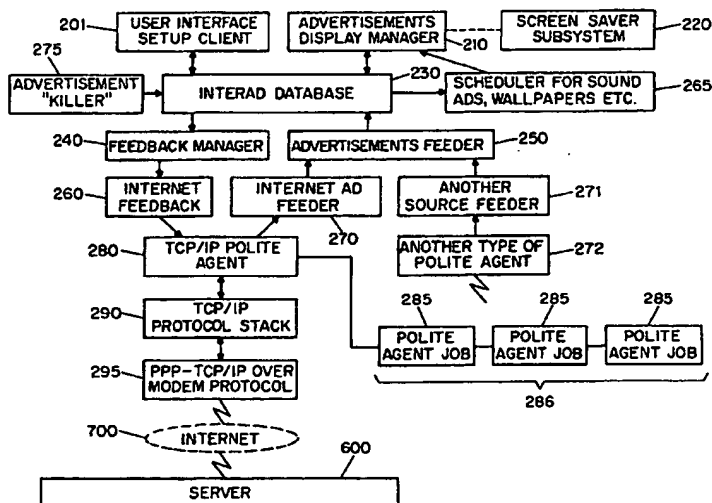 201
USER INTERFACE
SETUP CLIENT
ADVERTISEMENTS
DISPLAY MANAGER
210
SCREEN SAVER
SUBSYSTEM
220
275
ADVERTISEMENT
"KILLER"
230
INTERAD DATABASE
SCHEDULER FOR SOUND
ADS, WALLPAPERS ETC.
265
240
FEEDBACK MANAGER
ADVERTISEMENTS FEEDER
250
260
INTERNET
FEEDBACK
INTERNET AD
FEEDER
270
ANOTHER
SOURCE FEEDER
271
280
TCP/IP POLITE
AGENT
ANOTHER TYPE OF
POLITE AGENT
272
290
TCP/IP
PROTOCOL STACK
285
285
285
POLITE
AGENT JOB
POLITE
AGENT JOB
POLITE
AGENT JOB
295
PPP-TCP/IP OVER
MODEM PROTOCOL
286
700
INTERNET
600
SERVER